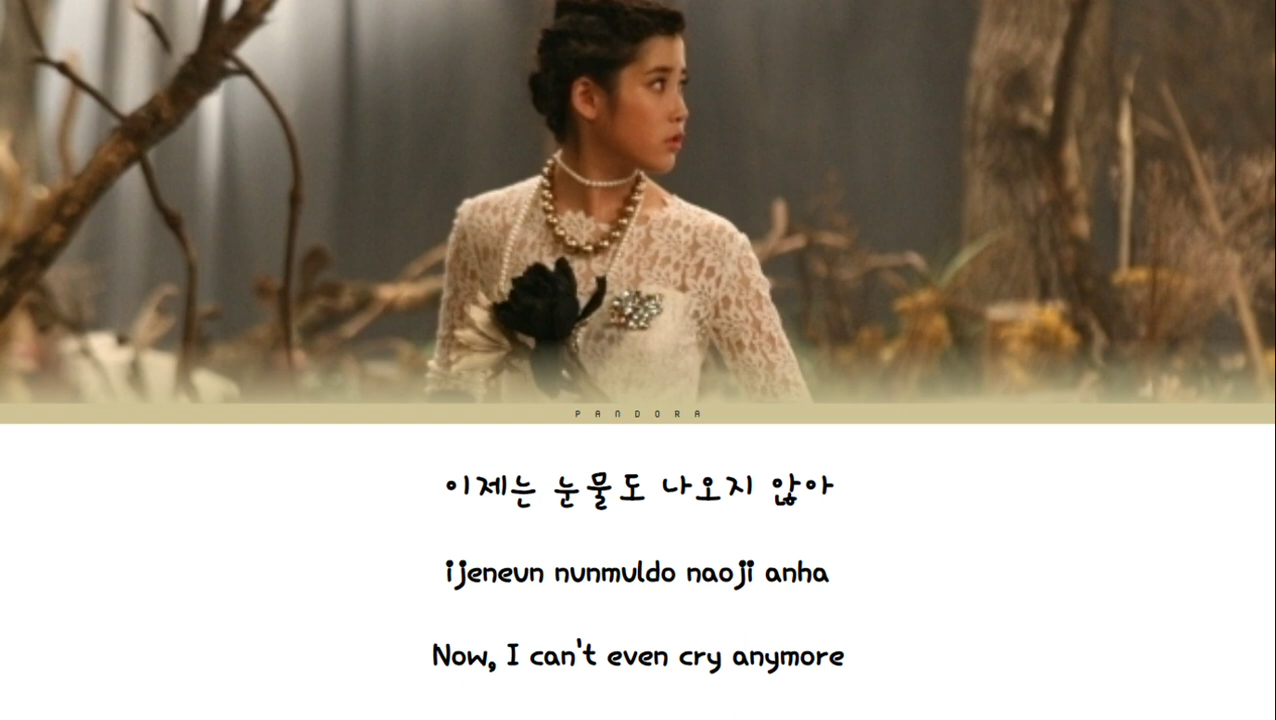 P A N D O R A
이제는 눈물도 나오지 않아
ijeneun nunmuldo naoji anha
Now, I can't even cry anymore